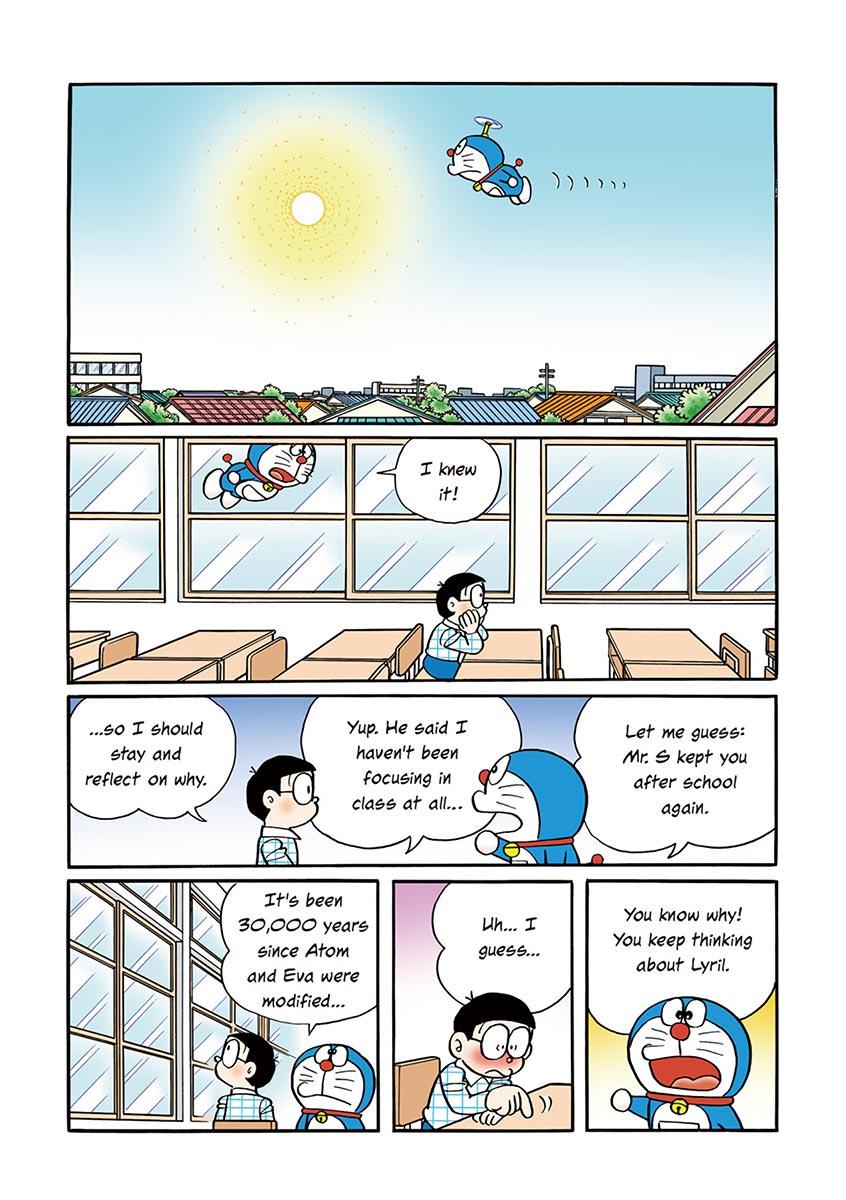 I knew
it!
Let me guess:
Mr. S kept you
after school
again.
Yup. He said I
haven't been
focusing in
class at all...
...so I should
stay and
reflect on why.
You know why!
You keep thinking
about Lyril.
Uh... I
guess...
It's been
30,000 years
since Atom
and Eva were
modified...